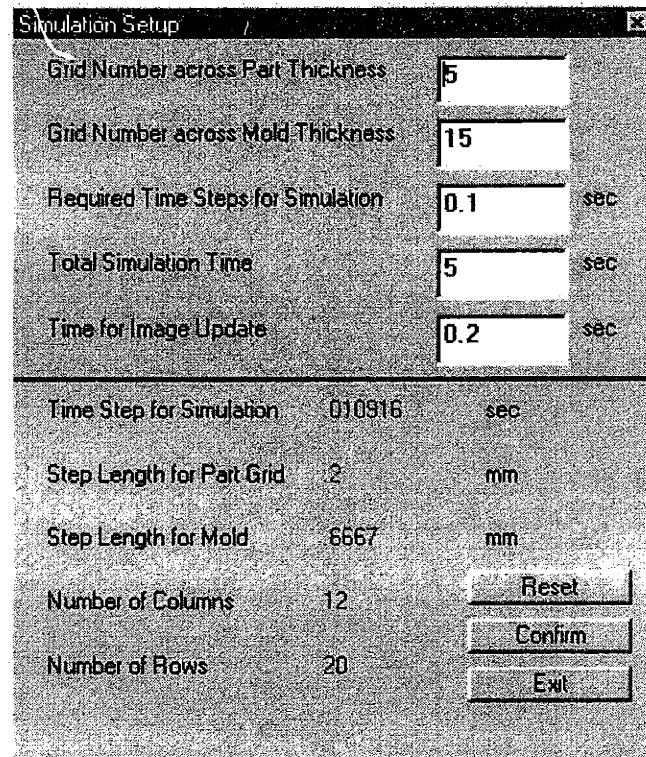 Simulation Setup
Grid Number across Part Thickness 5
Grid Number across Mold Thickness 15
Required Time Steps for Simulation 0.1 sec
Total Simulation Time 5 sec
Time for Image Update 0.2 sec
Time Step for Simulation .010916 sec
Step Length for Part Grid .2 mm
Step Length for Mold .6667 mm
Number of Columns 12
Reset
Confirm
Number of Rows 20
Exit